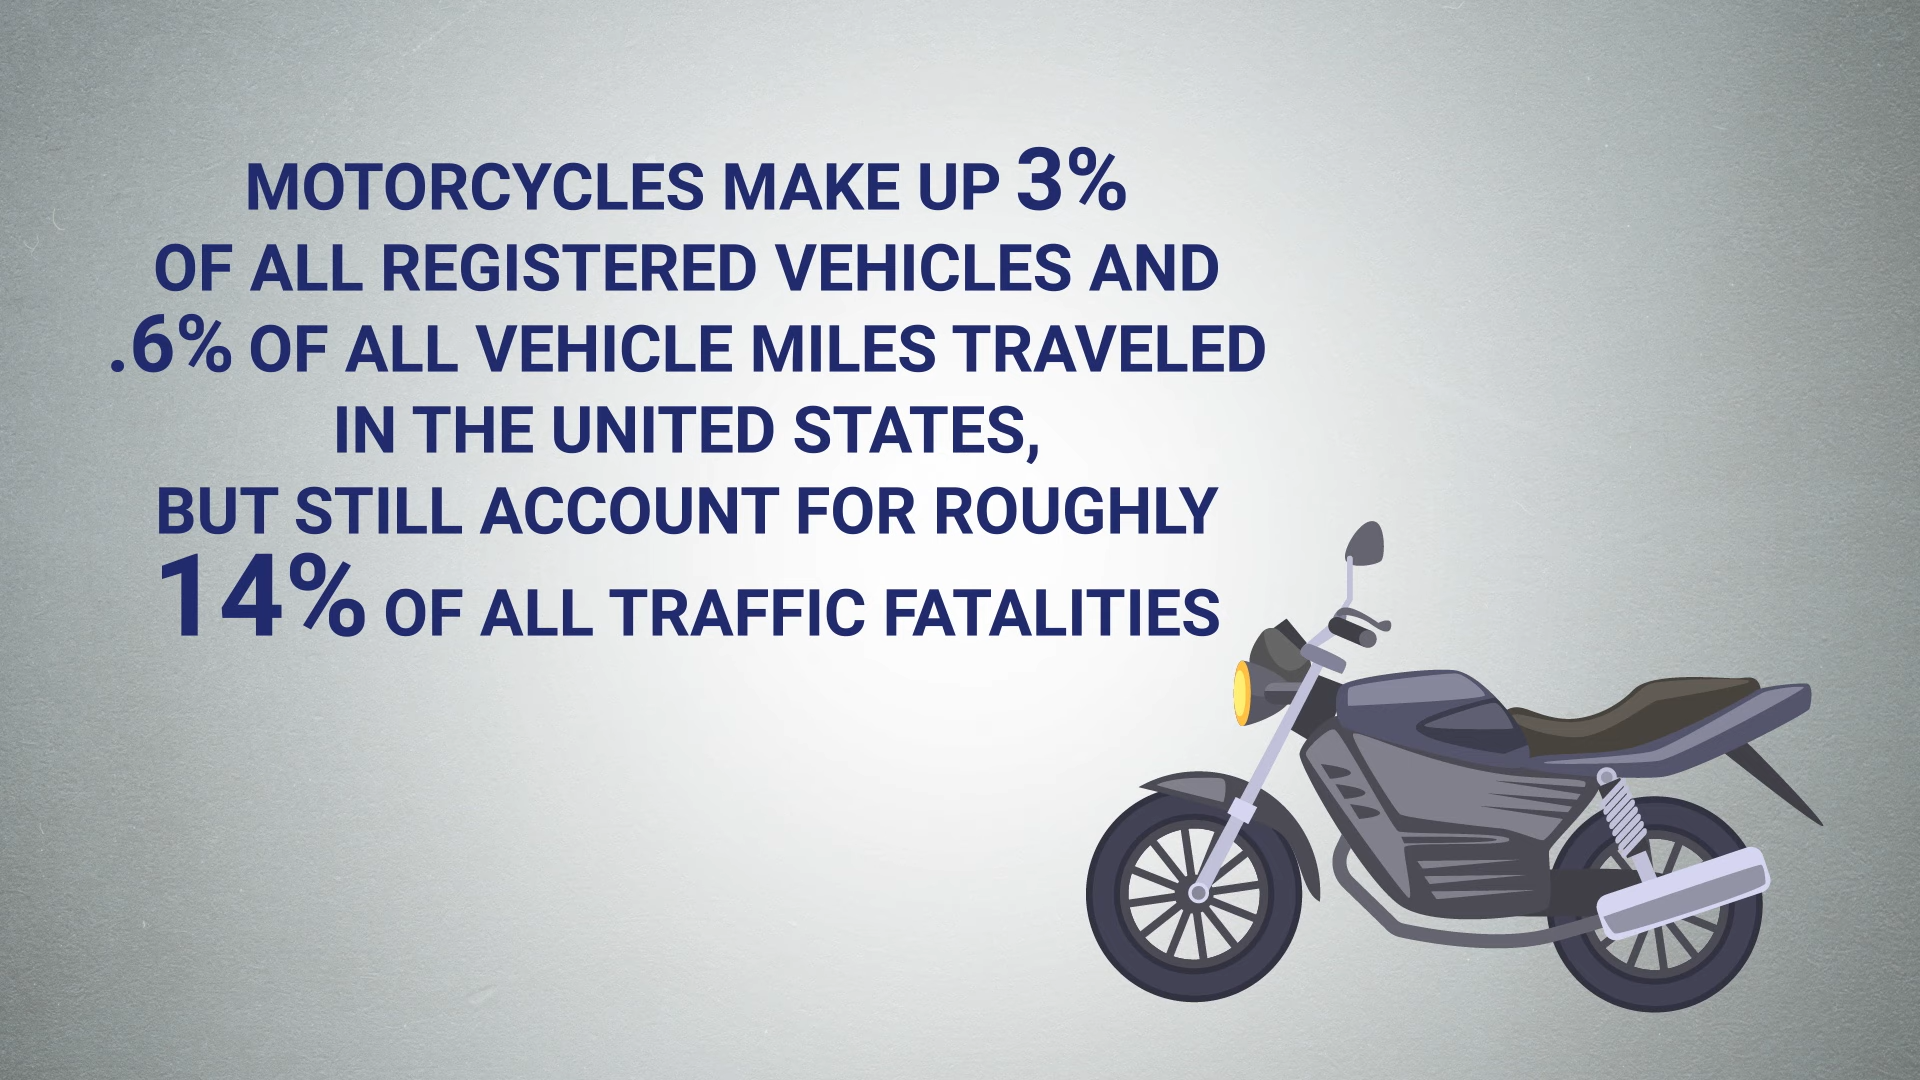 MOTORCYCLES MAKE UP 3%
OF ALL REGISTERED VEHICLES AND
.6% OF ALL VEHICLE MILES TRAVELED
IN THE UNITED STATES,
BUT STILL ACCOUNT FOR ROUGHLY
14% OF ALL TRAFFIC FATALITIES